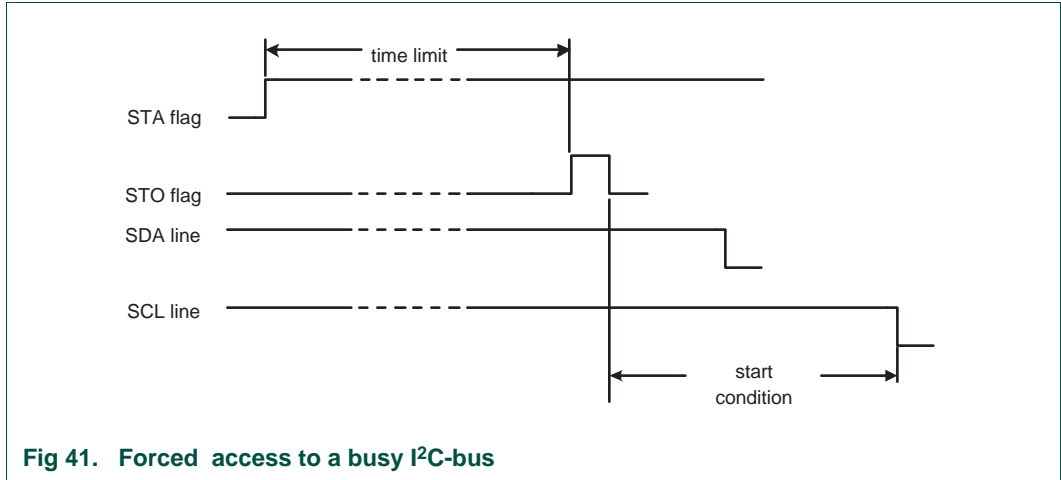 time limit
STA flag
STO flag
SDA line
SCL line
start
condition
Fig 41. Forced access to a busy I²C-bus